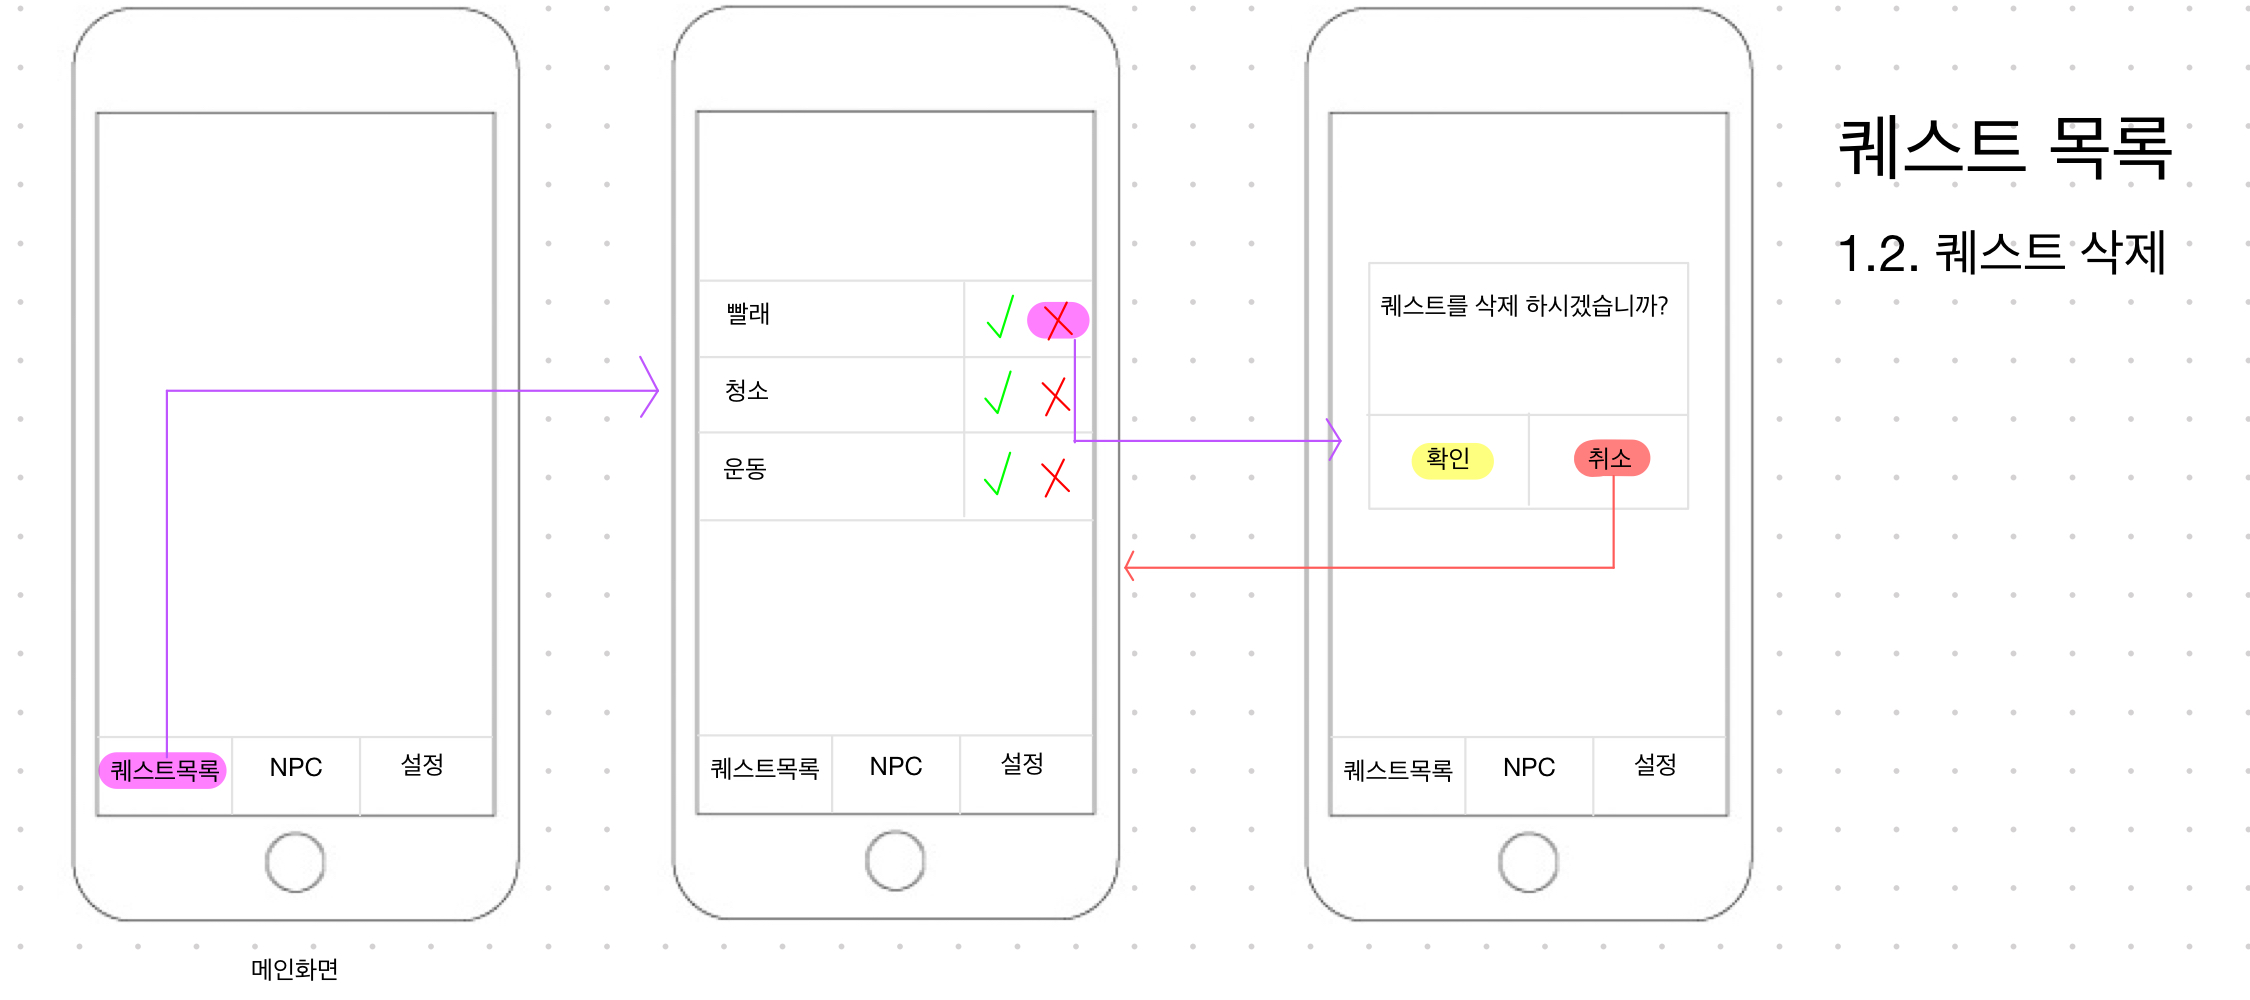 퀘스트목록 NPC 설정
메인화면
빨래
청소
운동
퀘스트목록 NPC 설정
퀘스트를 삭제 하시겠습니까?
확인 취소
퀘스트목록 NPC 설정
퀘스트 목록
1.2. 퀘스트 삭제